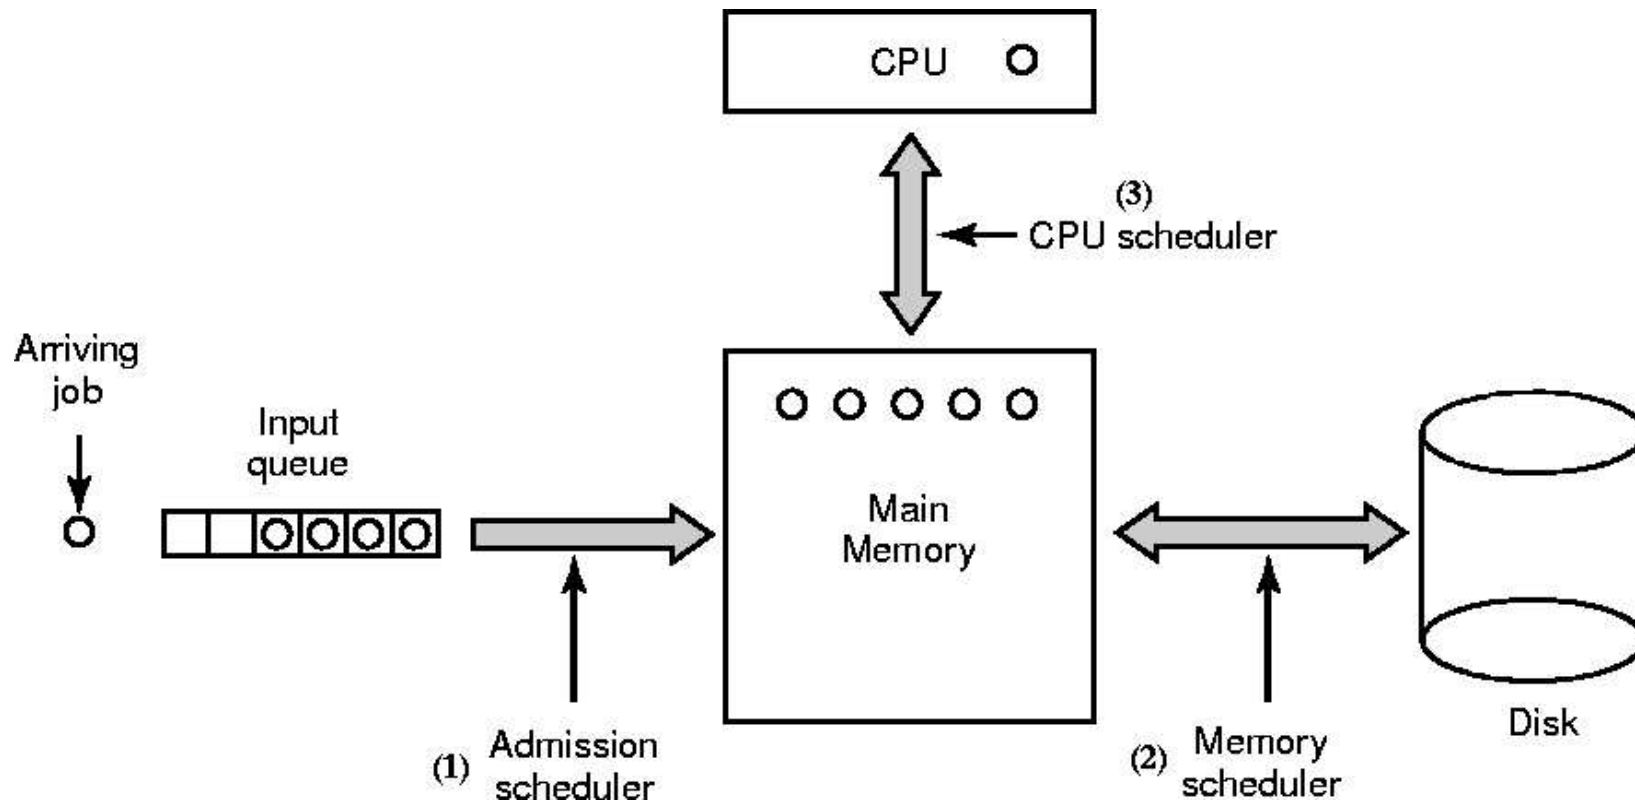 CPU
(3)
CPU scheduler
Arriving
job
Input
queue
Main
Memory
Disk
(1) Admission
scheduler
(2) Memory
scheduler